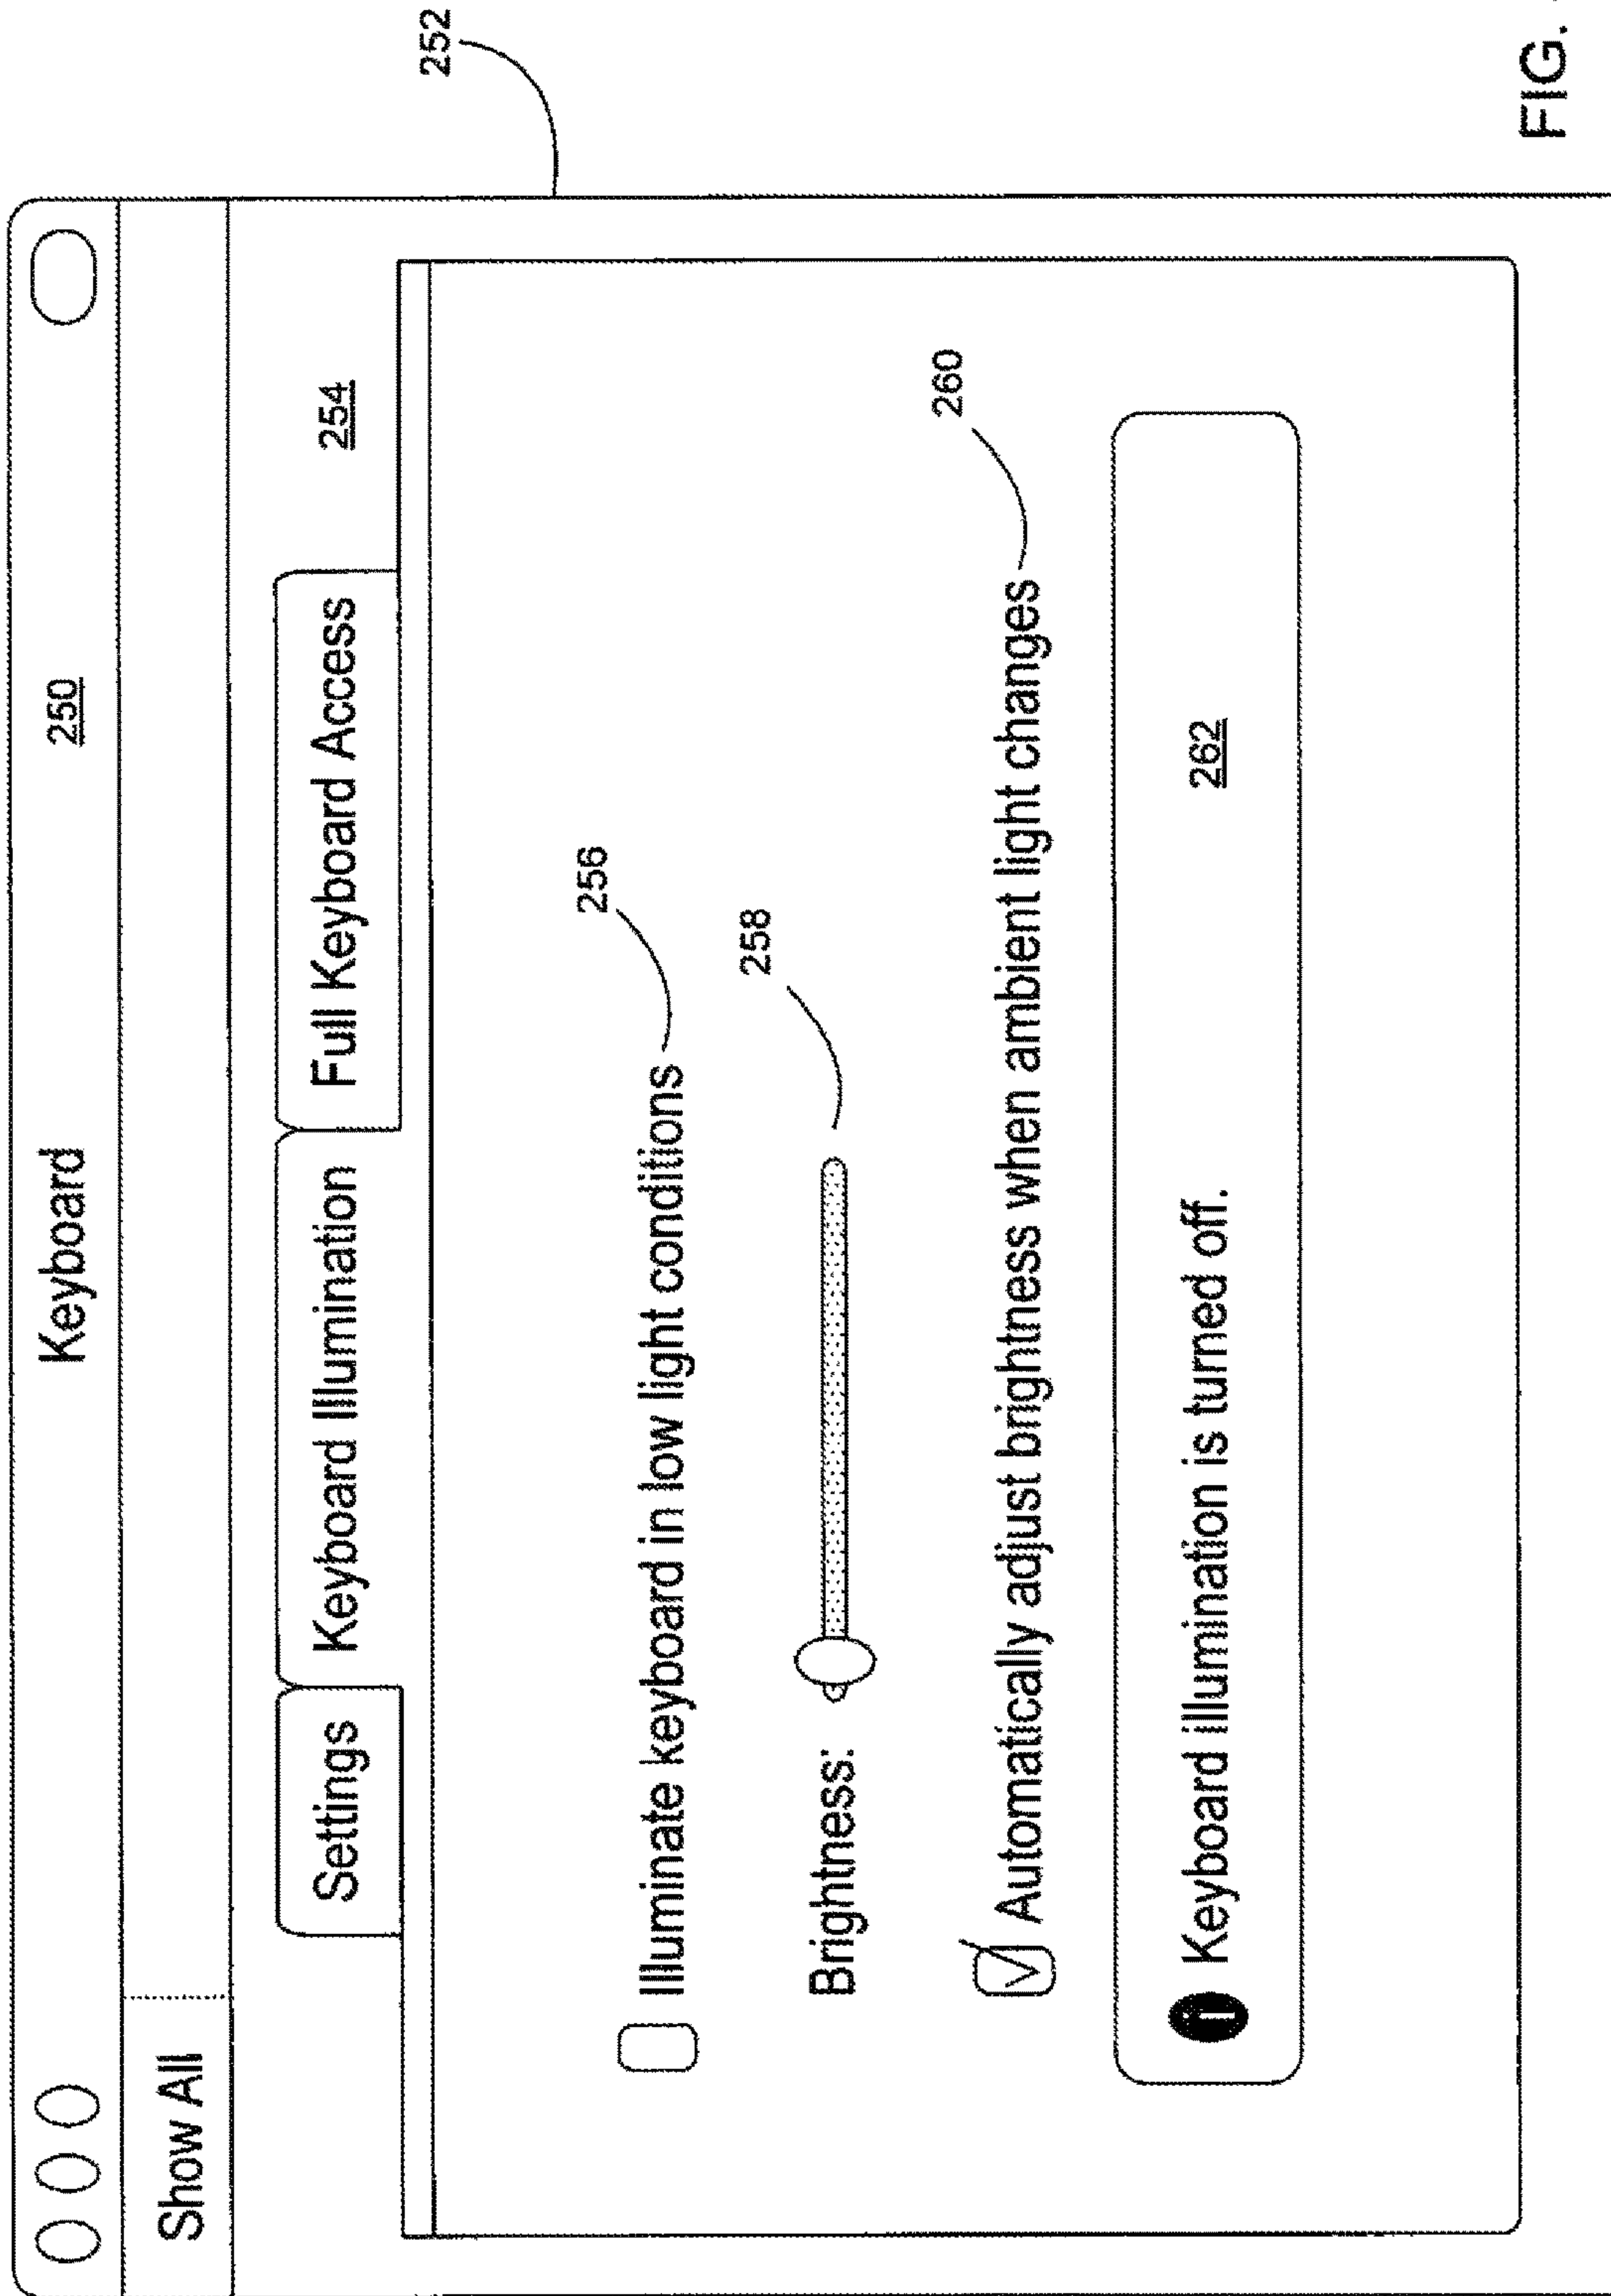 Keyboard 250
Show All
252
Settings Keyboard Illumination Full Keyboard Access 254
Illuminate keyboard in low light conditions 256
Brightness: 258
Automatically adjust brightness when ambient light changes 260
i Keyboard illumination is turned off. 262
FIG.